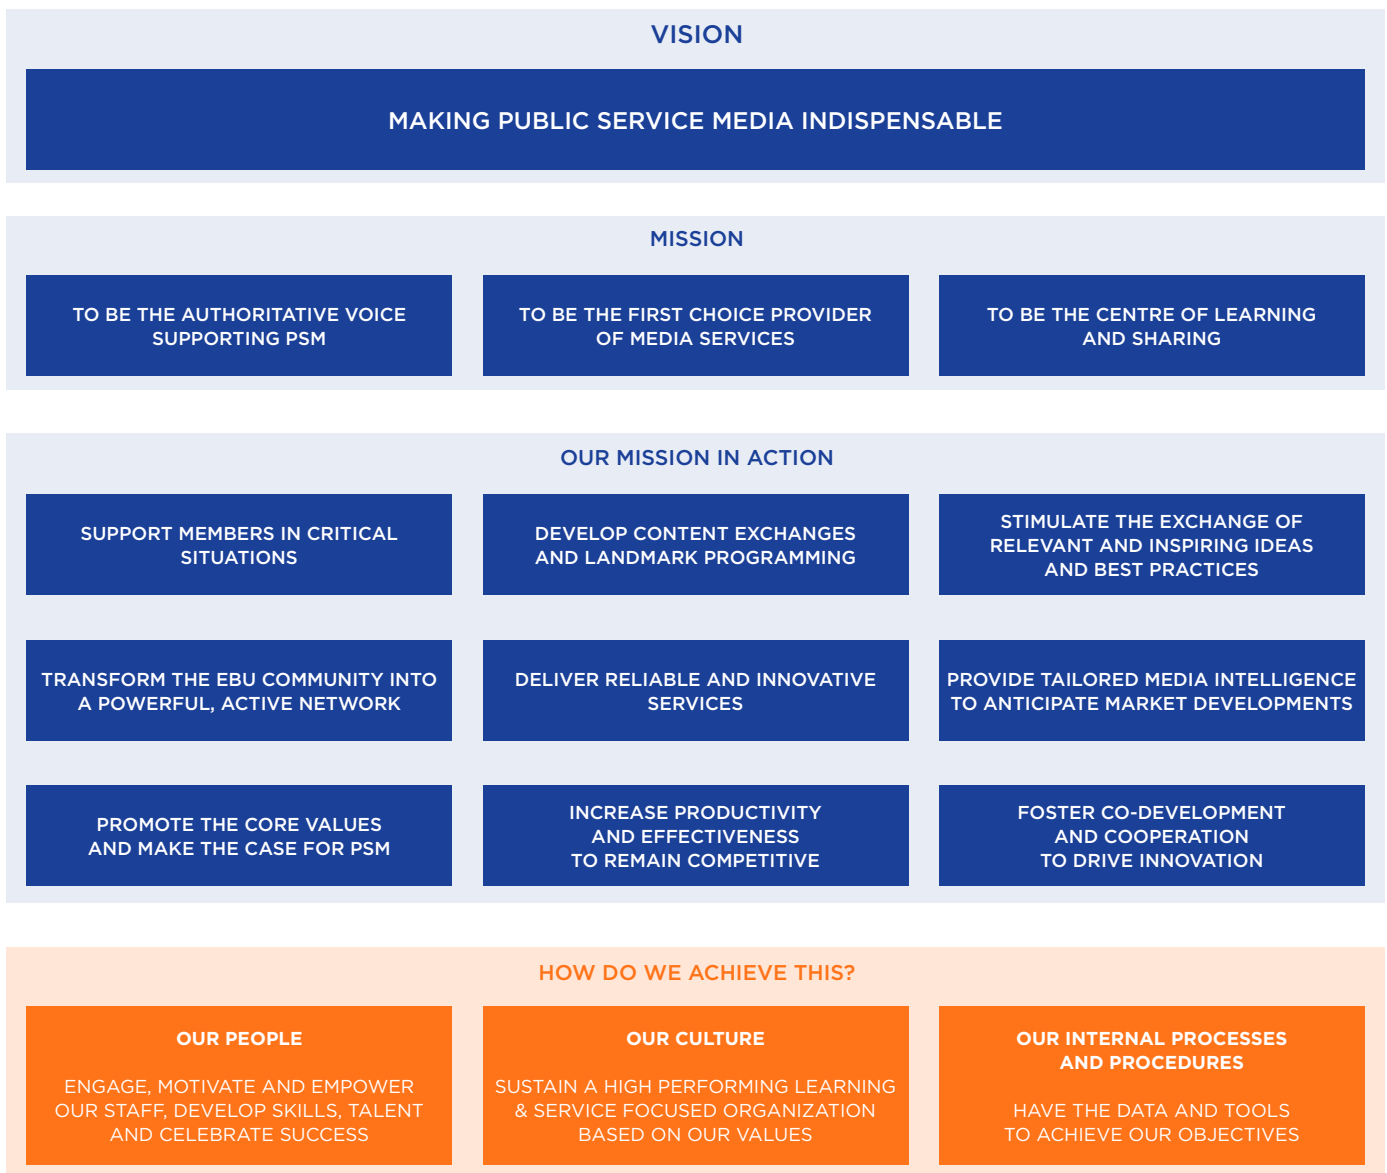 VISION
MAKING PUBLIC SERVICE MEDIA INDISPENSABLE
MISSION
TO BE THE AUTHORITATIVE VOICE
SUPPORTING PSM
TO BE THE FIRST CHOICE PROVIDER
OF MEDIA SERVICES
TO BE THE CENTRE OF LEARNING
AND SHARING
OUR MISSION IN ACTION
SUPPORT MEMBERS IN CRITICAL
SITUATIONS
DEVELOP CONTENT EXCHANGES
AND LANDMARK PROGRAMMING
STIMULATE THE EXCHANGE OF
RELEVANT AND INSPIRING IDEAS
AND BEST PRACTICES
TRANSFORM THE EBU COMMUNITY INTO
A POWERFUL, ACTIVE NETWORK
DELIVER RELIABLE AND INNOVATIVE
SERVICES
PROVIDE TAILORED MEDIA INTELLIGENCE
TO ANTICIPATE MARKET DEVELOPMENTS
PROMOTE THE CORE VALUES
AND MAKE THE CASE FOR PSM
INCREASE PRODUCTIVITY
AND EFFECTIVENESS
TO REMAIN COMPETITIVE
FOSTER CO-DEVELOPMENT
AND COOPERATION
TO DRIVE INNOVATION
HOW DO WE ACHIEVE THIS?
OUR PEOPLE
ENGAGE, MOTIVATE AND EMPOWER
OUR STAFF, DEVELOP SKILLS, TALENT
AND CELEBRATE SUCCESS
OUR CULTURE
SUSTAIN A HIGH PERFORMING LEARNING
& SERVICE FOCUSED ORGANIZATION
BASED ON OUR VALUES
OUR INTERNAL PROCESSES
AND PROCEDURES
HAVE THE DATA AND TOOLS
TO ACHIEVE OUR OBJECTIVES